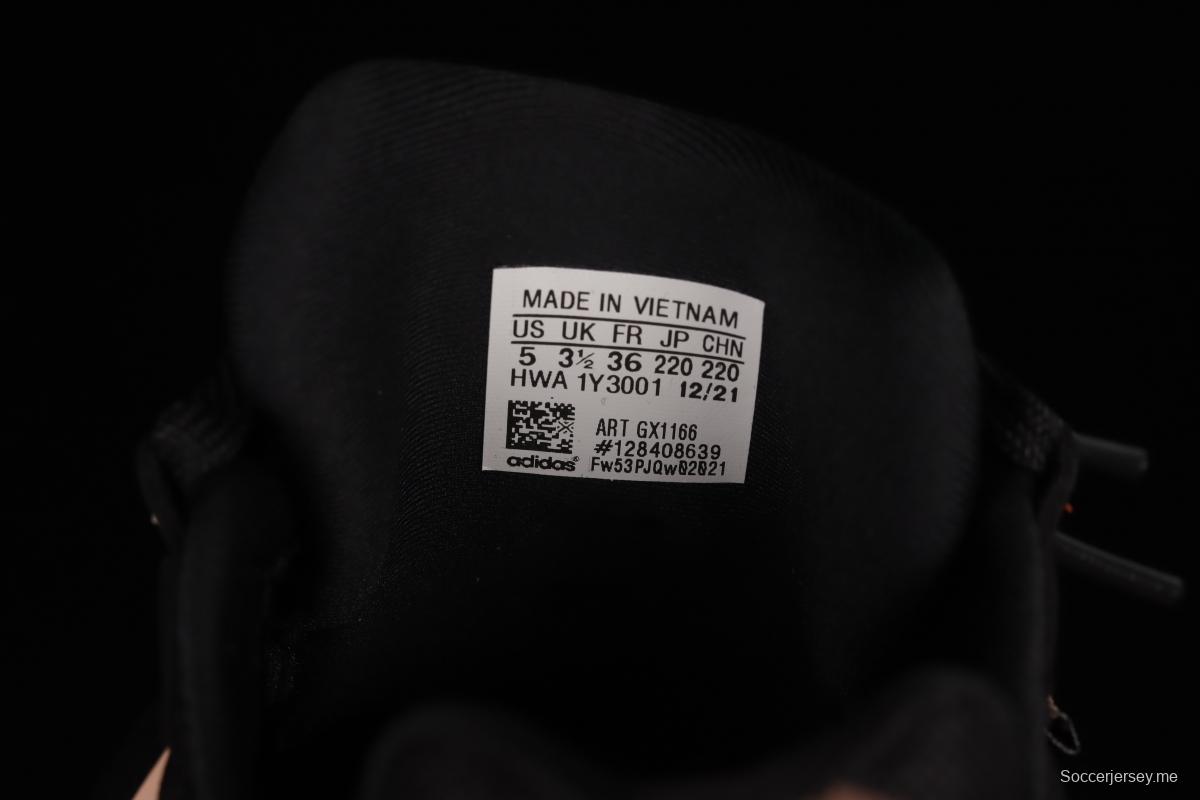 MADE IN VIETNAM
US UK FR JP CHN
5 3½ 36 220 220
HWA 1Y3001 12/21
ART GX1166
#128408639
adidas® Fw53PJQw02021
Soccerjersey.me